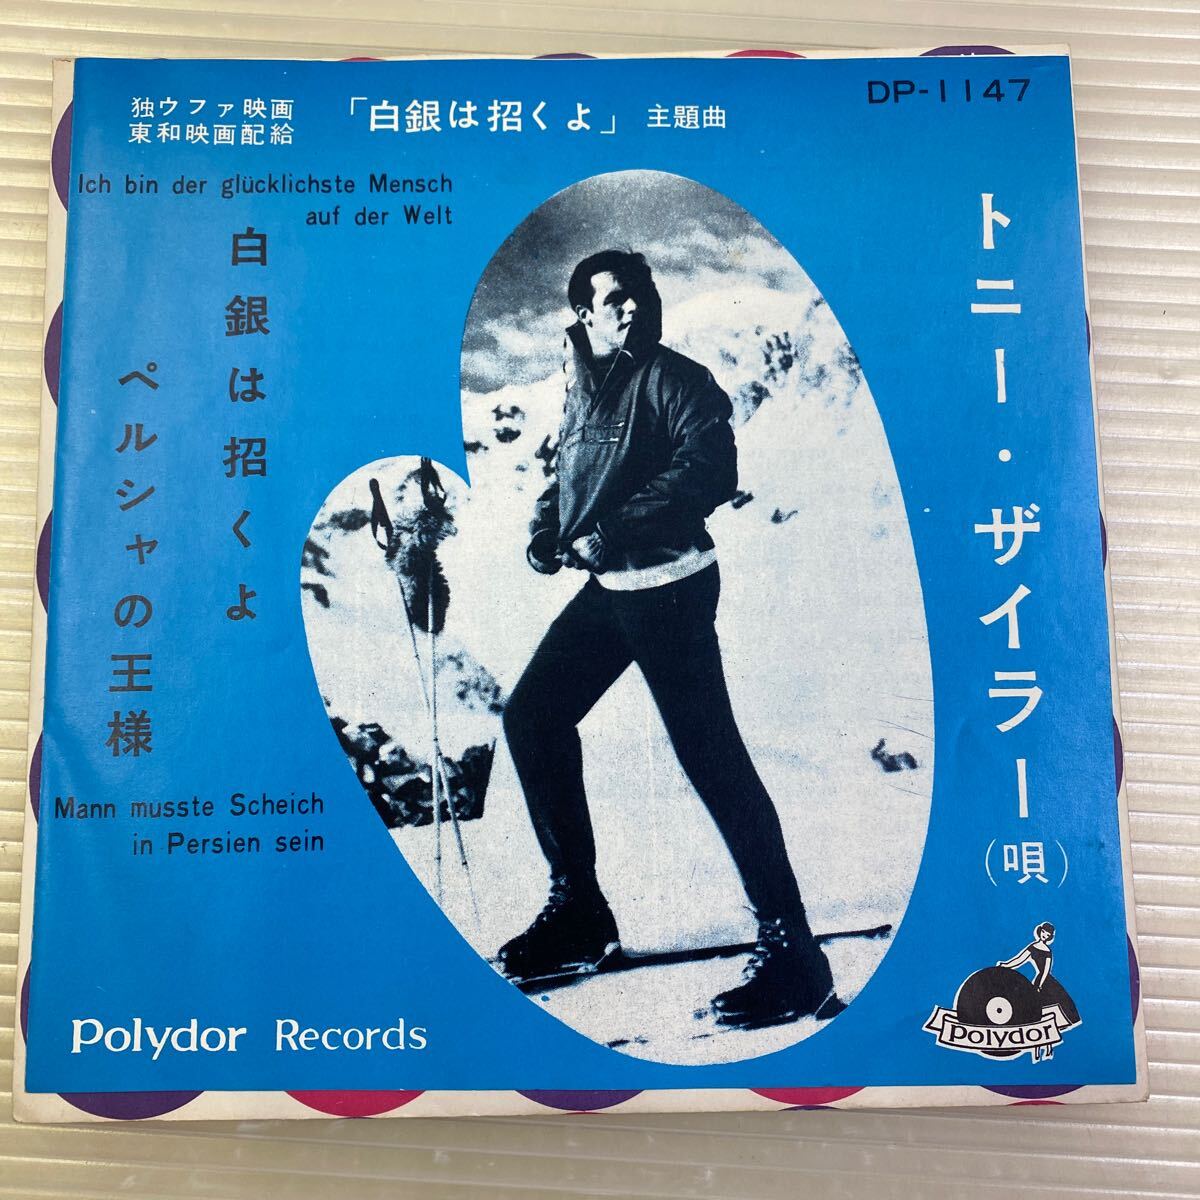 DP-1147
独ウファ映画
東和映画配給
「白銀は招くよ」主題曲
Ich bin der glücklichste Mensch
auf der Welt
白銀は招くよ
ペルシャの王様
Mann musste Scheich
in Persien sein
トニー・ザイラー(唄)
Polydor Records
Polydor